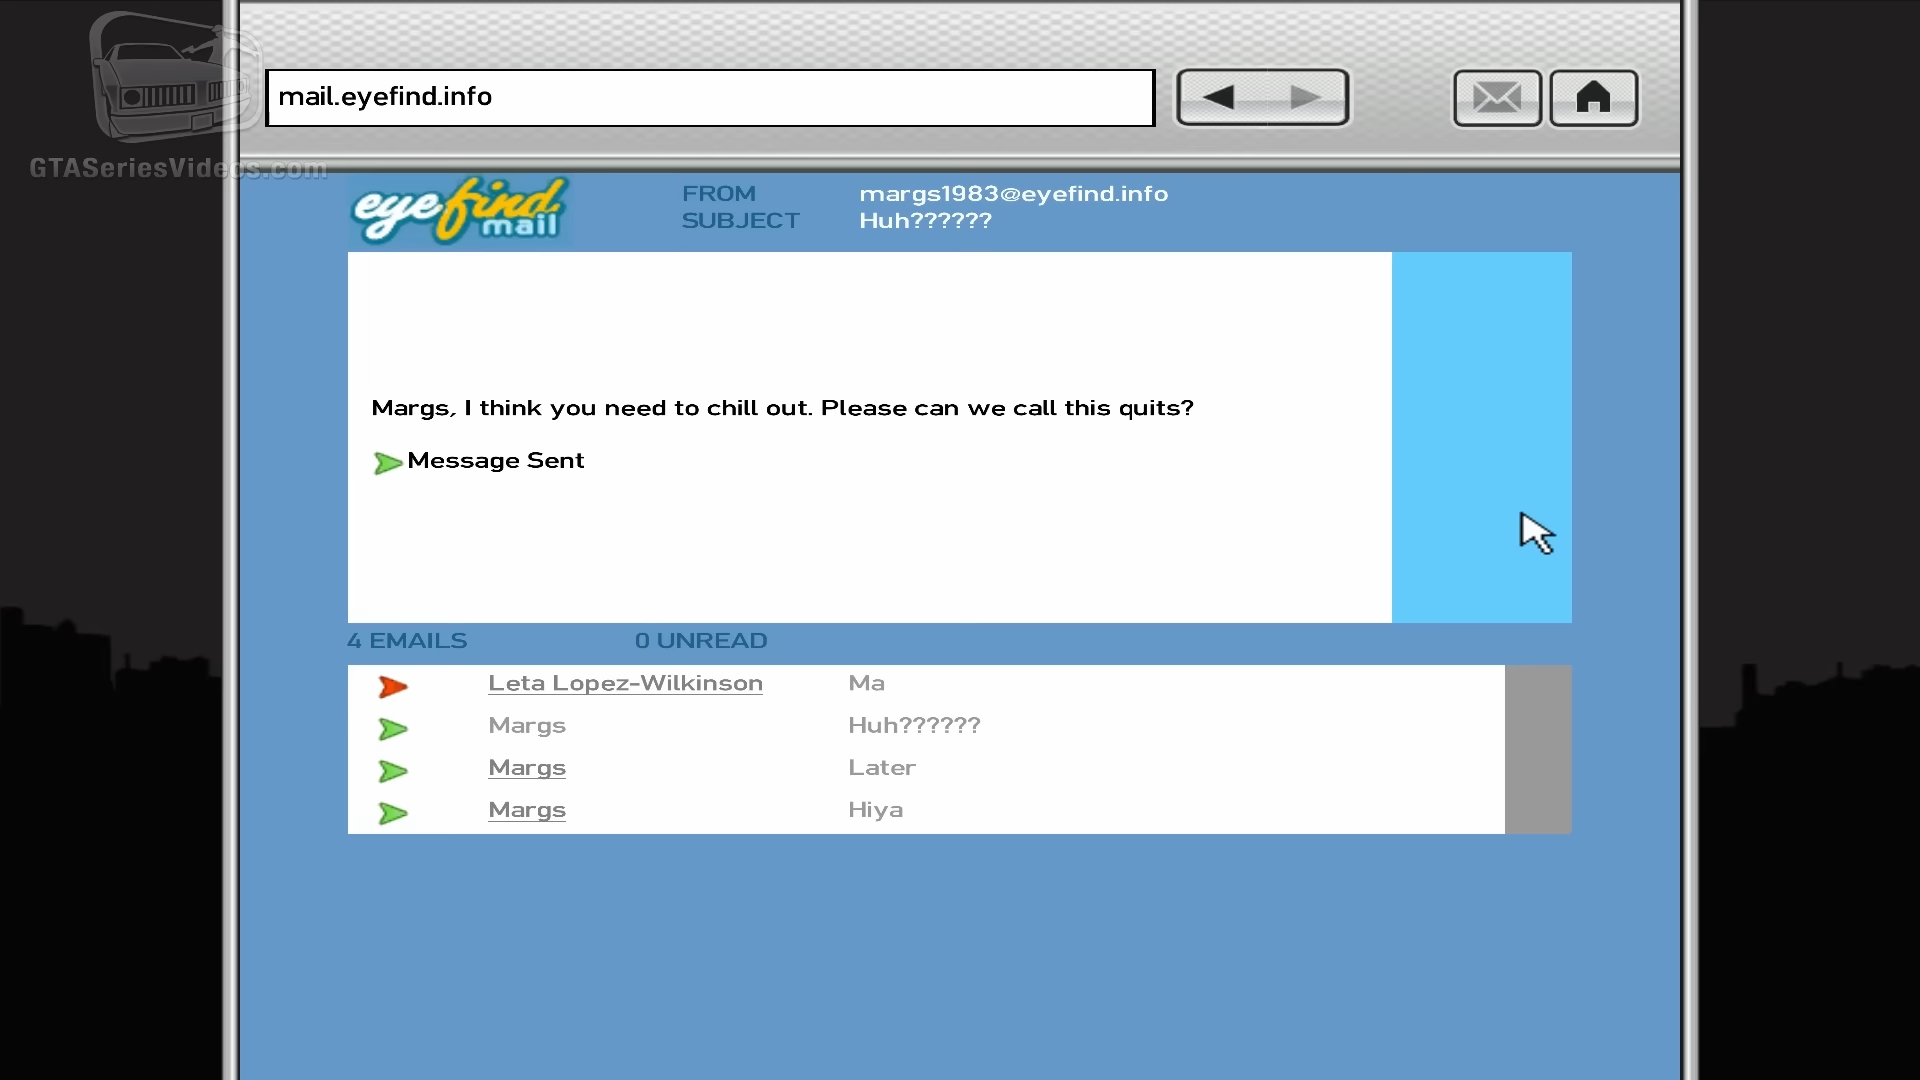 GTASeriesVideos.com
mail.eyefind.info
eyefind mail
FROM margs1983@eyefind.info
SUBJECT Huh??????
Margs, I think you need to chill out. Please can we call this quits?
Message Sent
4 EMAILS 0 UNREAD
Leta Lopez-Wilkinson Ma
Margs Huh??????
Margs Later
Margs Hiya